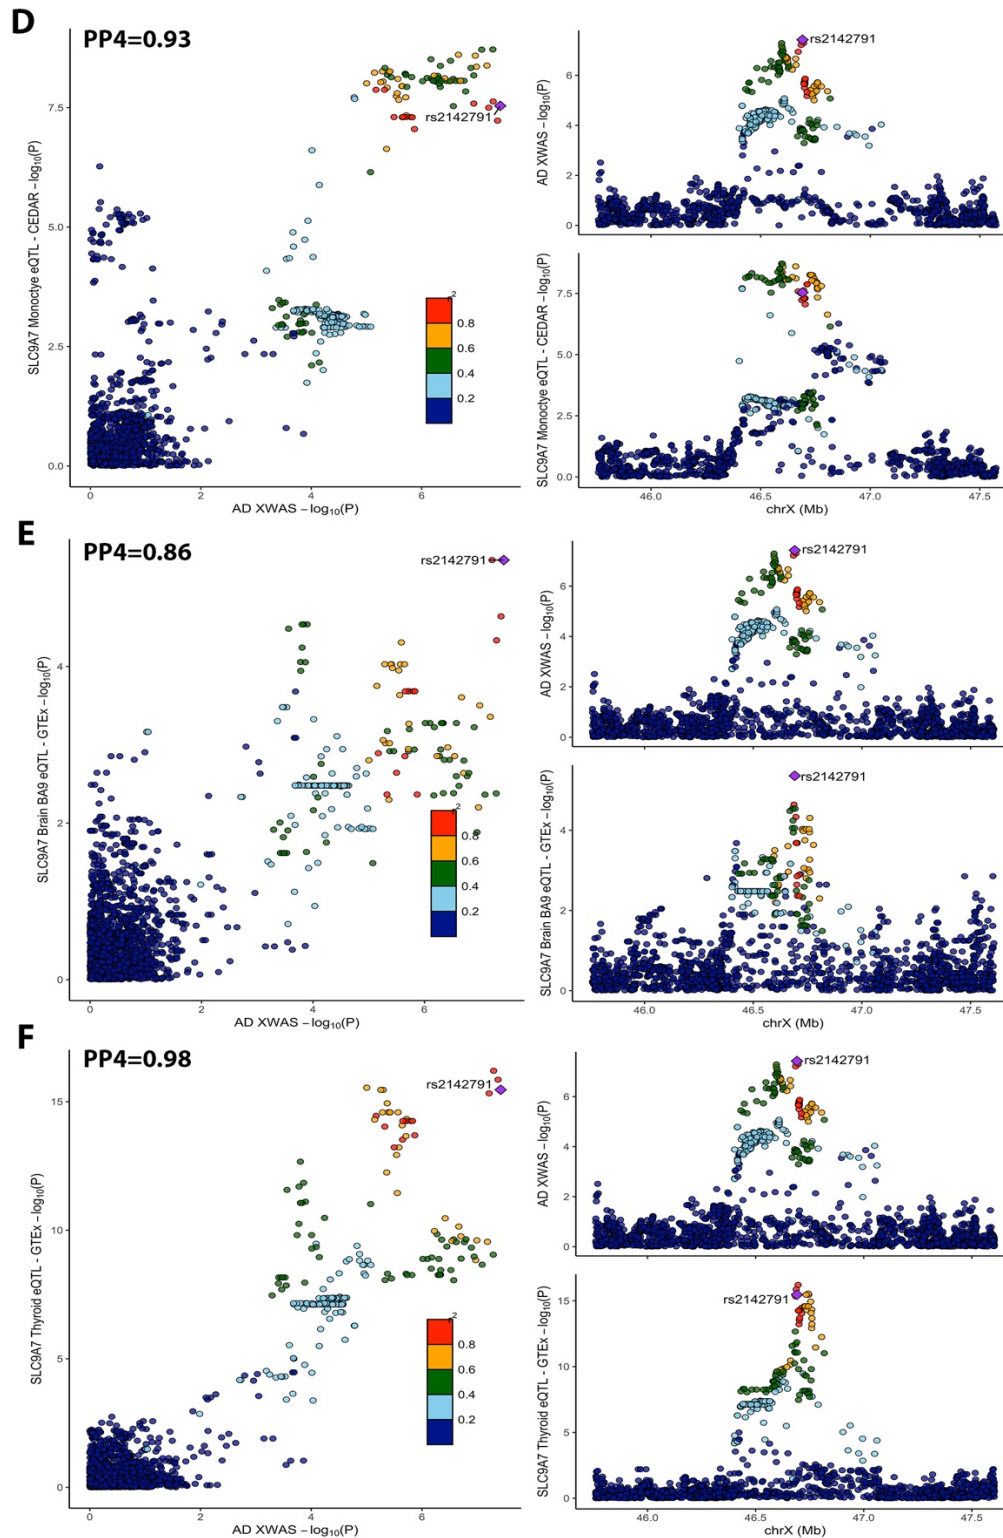 D
PP4=0.93
SLC9A7 Monoctye eQTL - CEDAR −log10(P)
7.5
5.0
2.5
0.0
rs2142791
r2
0.8
0.6
0.4
0.2
0
2
4
6
AD XWAS −log10(P)
AD XWAS −log10(P)
6
4
2
0
rs2142791
SLC9A7 Monoctye eQTL - CEDAR −log10(P)
7.5
5.0
2.5
0.0
46.0
46.5
47.0
47.5
chrX (Mb)
E
PP4=0.86
SLC9A7 Brain BA9 eQTL - GTEx −log10(P)
4
2
0
rs2142791
r2
0.8
0.6
0.4
0.2
0
2
4
6
AD XWAS −log10(P)
AD XWAS −log10(P)
6
4
2
0
rs2142791
SLC9A7 Brain BA9 eQTL - GTEx −log10(P)
4
2
0
rs2142791
46.0
46.5
47.0
47.5
chrX (Mb)
F
PP4=0.98
SLC9A7 Thyroid eQTL - GTEx −log10(P)
15
10
5
0
rs2142791
r2
0.8
0.6
0.4
0.2
0
2
4
6
AD XWAS −log10(P)
AD XWAS −log10(P)
6
4
2
0
rs2142791
SLC9A7 Thyroid eQTL - GTEx −log10(P)
15
10
5
0
rs2142791
46.0
46.5
47.0
47.5
chrX (Mb)